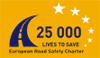 25 000
LIVES TO SAVE
European Road Safety Charter